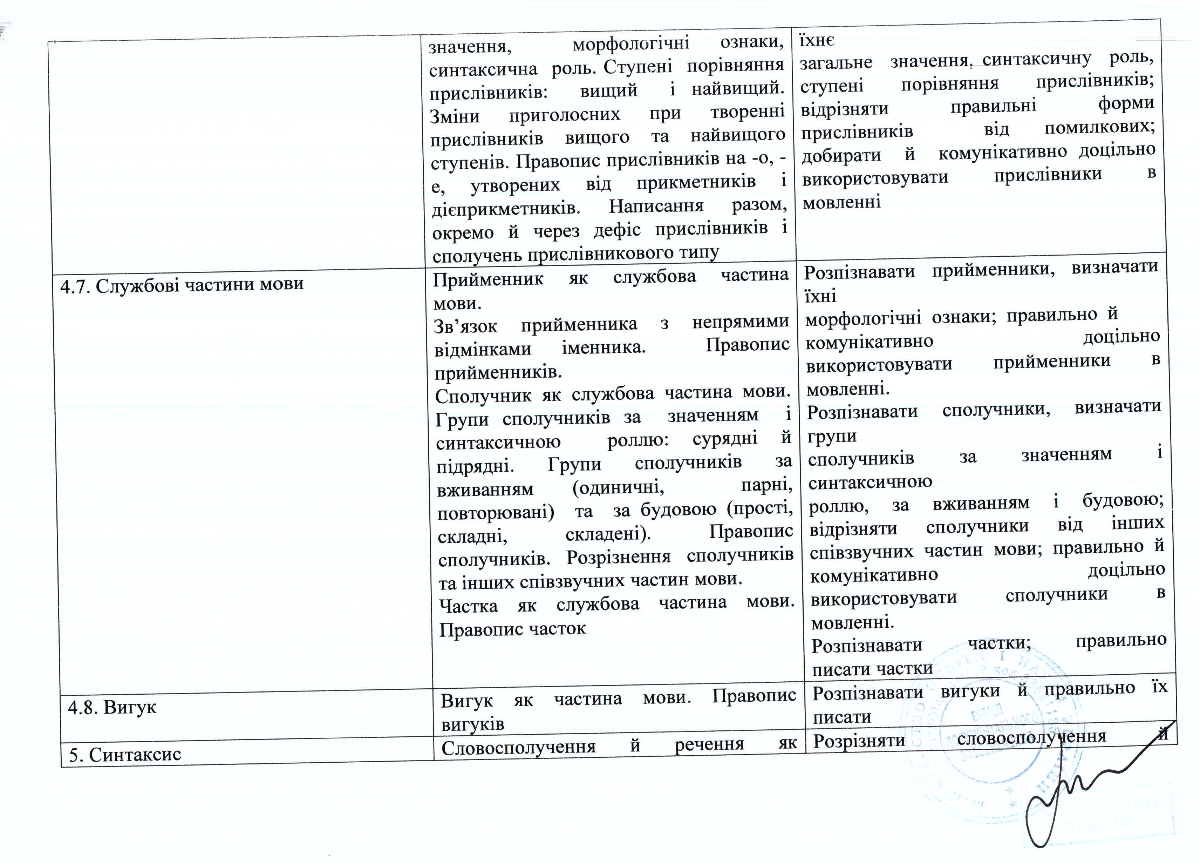 значення, морфологічні ознаки,
синтаксична роль. Ступені порівняння
прислівників: вищий і найвищий.
Зміни приголосних при творенні
прислівників вищого та найвищого
ступенів. Правопис прислівників на -о, -
е, утворених від прикметників і
дієприкметників. Написання разом,
окремо й через дефіс прислівників і
сполучень прислівникового типу
їхнє
загальне значення, синтаксичну роль,
ступені порівняння прислівників;
відрізняти правильні форми
прислівників від помилкових;
добирати й комунікативно доцільно
використовувати прислівники в
мовленні
4.7. Службові частини мови
Прийменник як службова частина
мови.
Зв’язок прийменника з непрямими
відмінками іменника. Правопис
прийменників.
Сполучник як службова частина мови.
Групи сполучників за значенням і
синтаксичною роллю: сурядні й
підрядні. Групи сполучників за
вживанням (одиничні, парні,
повторювані) та за будовою (прості,
складні, складені). Правопис
сполучників. Розрізнення сполучників
та інших співзвучних частин мови.
Частка як службова частина мови.
Правопис часток
Розпізнавати прийменники, визначати
їхні
морфологічні ознаки; правильно й
комунікативно доцільно
використовувати прийменники в
мовленні.
Розпізнавати сполучники, визначати
групи
сполучників за значенням і
синтаксичною
роллю, за вживанням і будовою;
відрізняти сполучники від інших
співзвучних частин мови; правильно й
комунікативно доцільно
використовувати сполучники в
мовленні.
Розпізнавати частки; правильно
писати частки
4.8. Вигук
Вигук як частина мови. Правопис
вигуків
Розпізнавати вигуки й правильно їх
писати
5. Синтаксис
Словосполучення й речення як
Розрізняти словосполучення й